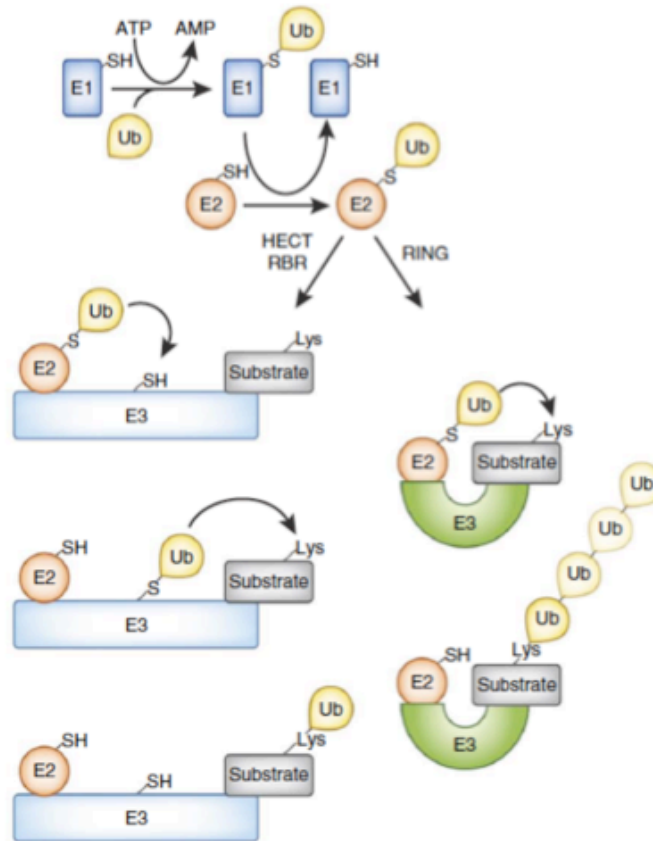 ATP AMP
Ub
SH
S
SH
E1
E1
E1
Ub
Ub
SH
S
E2
E2
HECT
RBR
RING
Ub
S
Lys
E2
SH
Substrate
E3
Ub
S
Lys
E2
Substrate
E3
Ub
Ub
Ub
Ub
SH
Ub
S
Lys
E2
Substrate
E3
SH
Lys
E2
Substrate
E3
Ub
SH
Lys
E2
SH
Substrate
E3